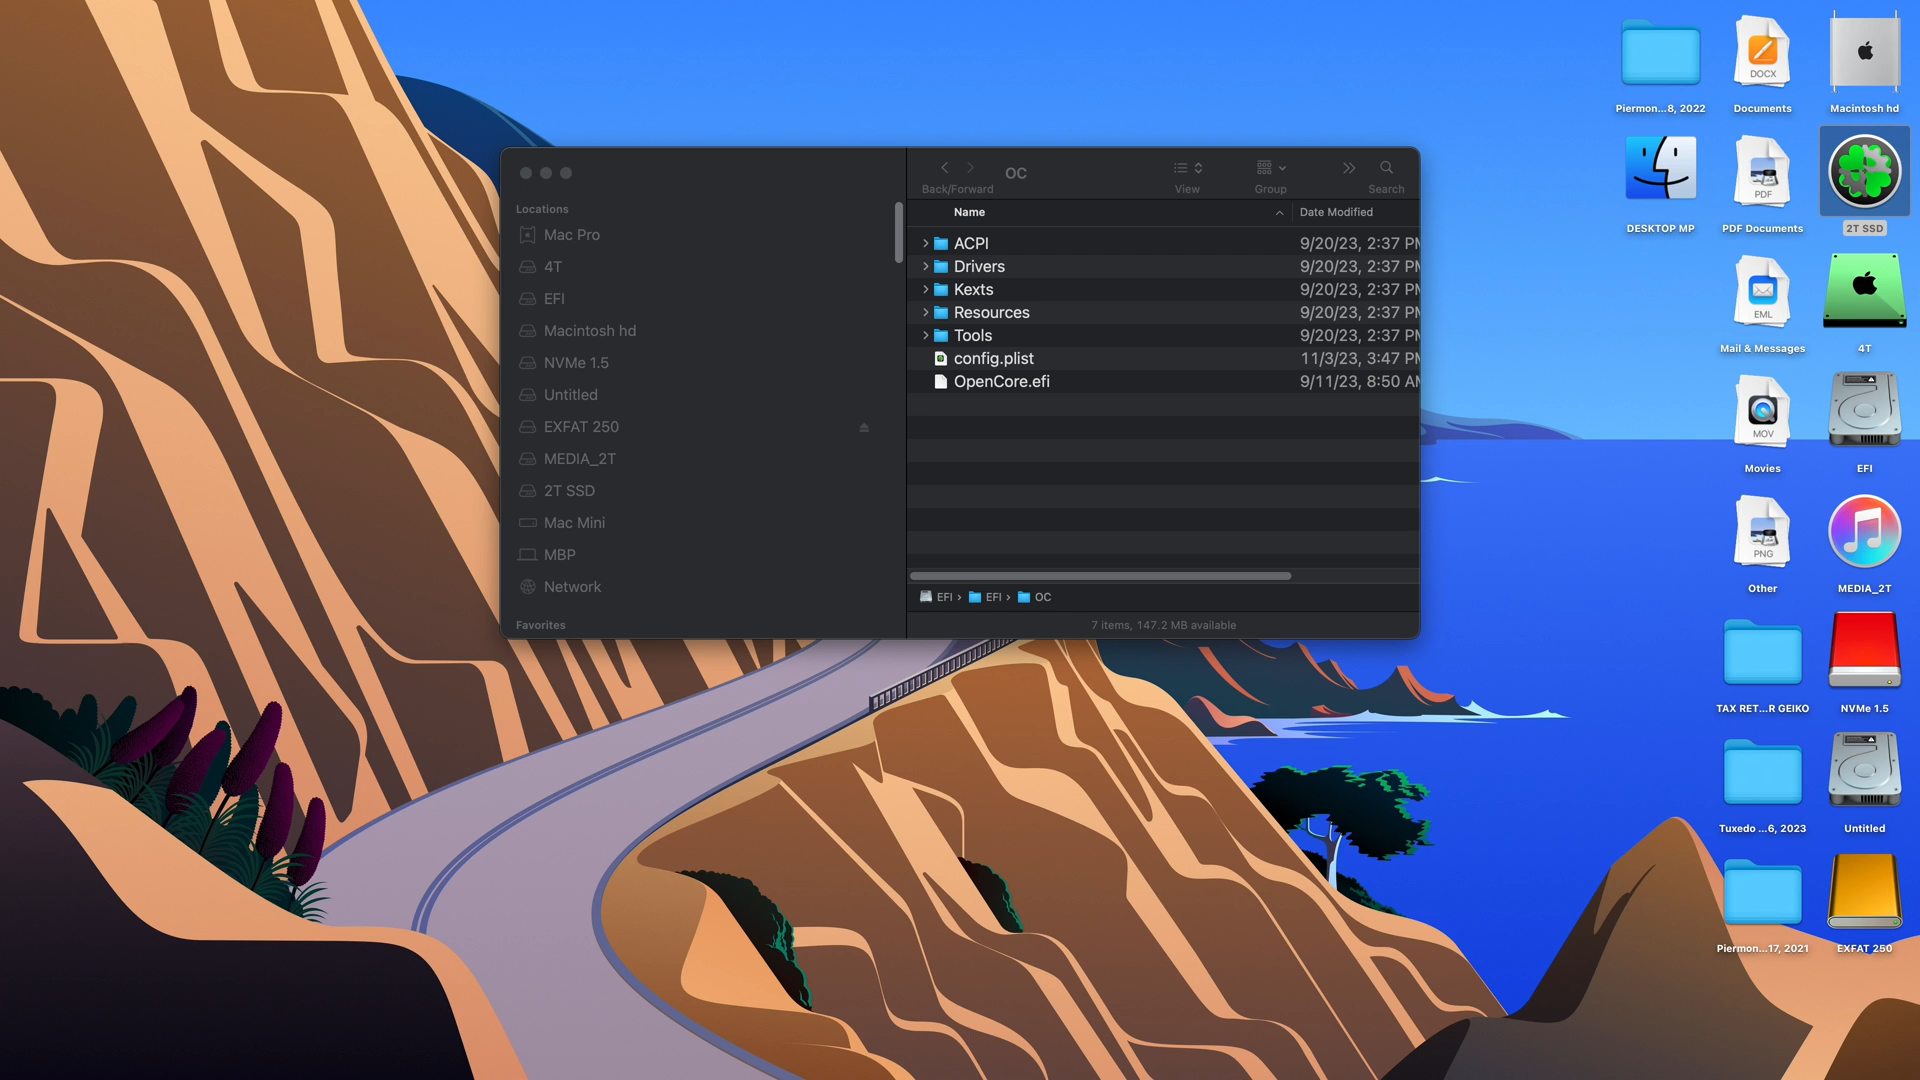 OC
Back/Forward
View
Group
Search
Locations
Mac Pro
4T
EFI
Macintosh hd
NVMe 1.5
Untitled
EXFAT 250
MEDIA_2T
2T SSD
Mac Mini
MBP
Network
Favorites
Name Date Modified
ACPI 9/20/23, 2:37 PM
Drivers 9/20/23, 2:37 PM
Kexts 9/20/23, 2:37 PM
Resources 9/20/23, 2:37 PM
Tools 9/20/23, 2:37 PM
config.plist 11/3/23, 3:47 PM
OpenCore.efi 9/11/23, 8:50 AM
EFI › EFI › OC
7 items, 147.2 MB available
Piermon...8, 2022
DOCX
Documents
Macintosh hd
DESKTOP MP
PDF
PDF Documents
2T SSD
EML
Mail & Messages
4T
MOV
Movies
EFI
PNG
Other
MEDIA_2T
TAX RET...R GEIKO
NVMe 1.5
Tuxedo ...6, 2023
Untitled
Piermon...17, 2021
EXFAT 250